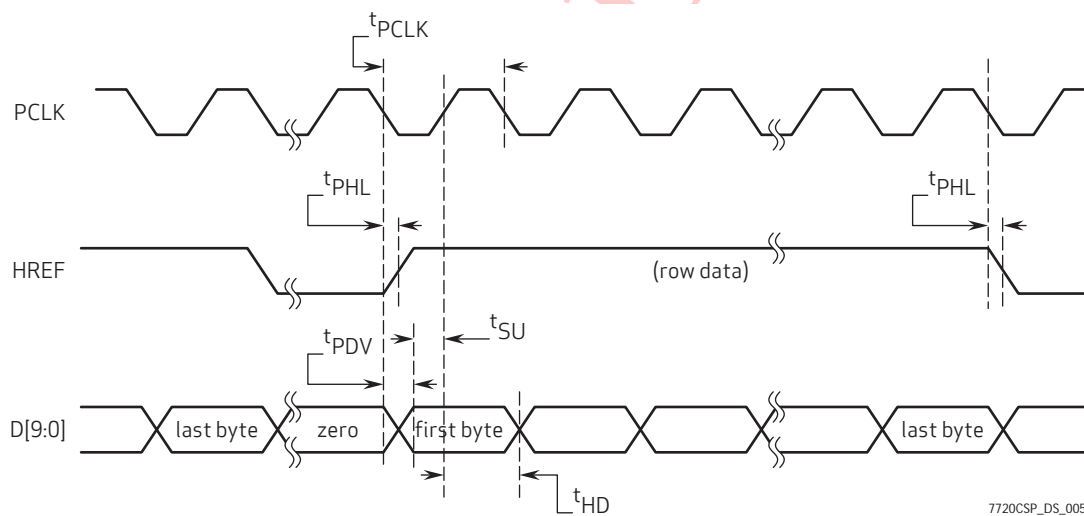 tPCLK
PCLK
tPHL
tPHL
HREF
(row data)
tSU
tPDV
D[9:0]
last byte
zero
first byte
last byte
tHD
7720CSP_DS_005